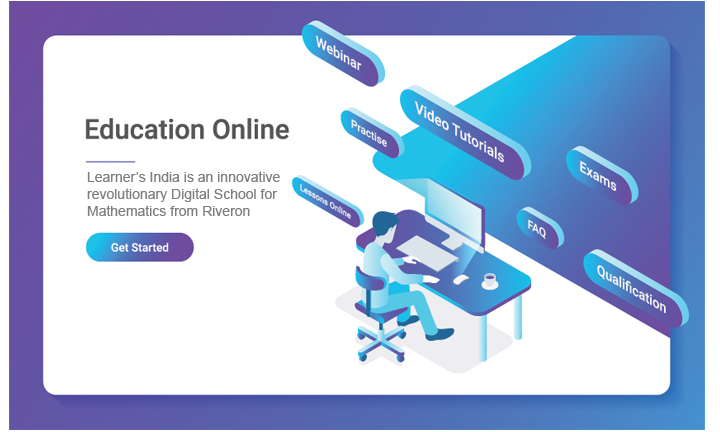 Webinar
Video Tutorials
Practise
Education Online
Exams
Learner's India is an innovative
revolutionary Digital School for
Mathematics from Riveron
Lessons Online
FAQ
Get Started
Qualification